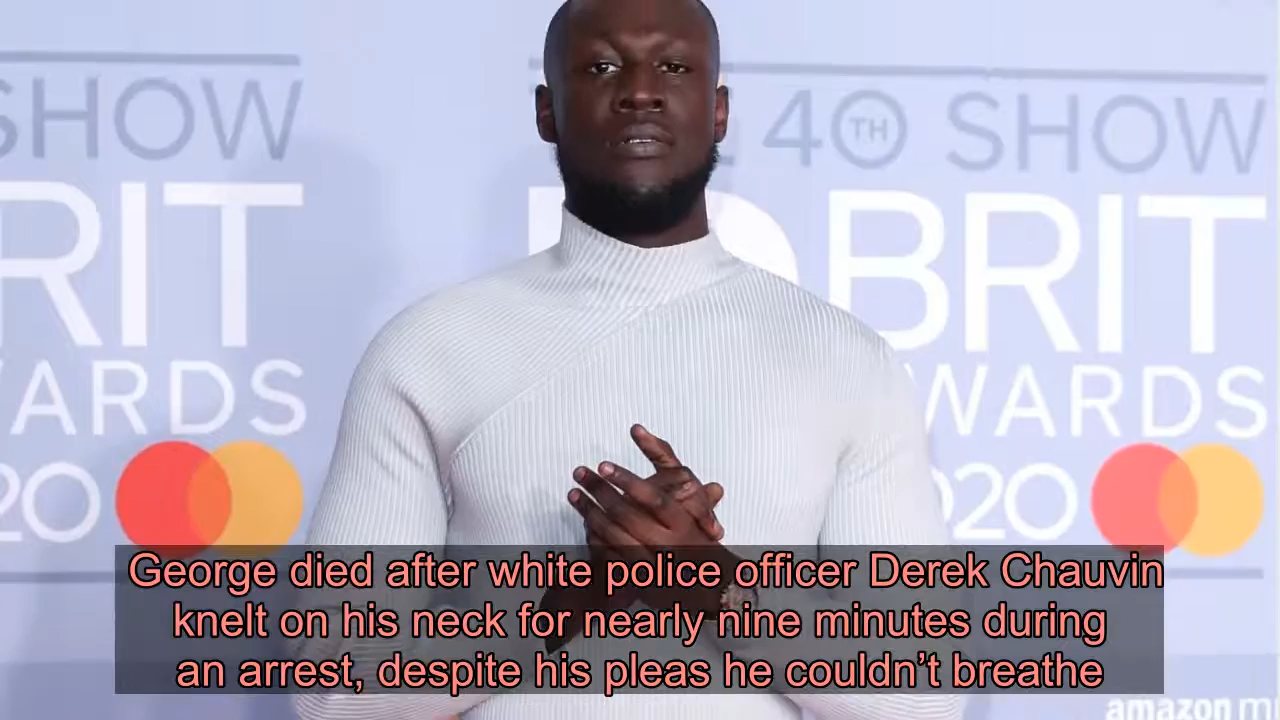 SHOW
40TH SHOW
BRIT
RIT
WARDS
ARDS
2020
20
George died after white police officer Derek Chauvin
knelt on his neck for nearly nine minutes during
an arrest, despite his pleas he couldn’t breathe
amazon m